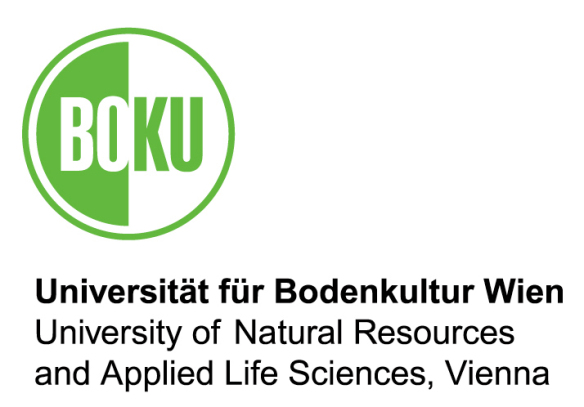 BOKU
Universität für Bodenkultur Wien
University of Natural Resources
and Applied Life Sciences, Vienna